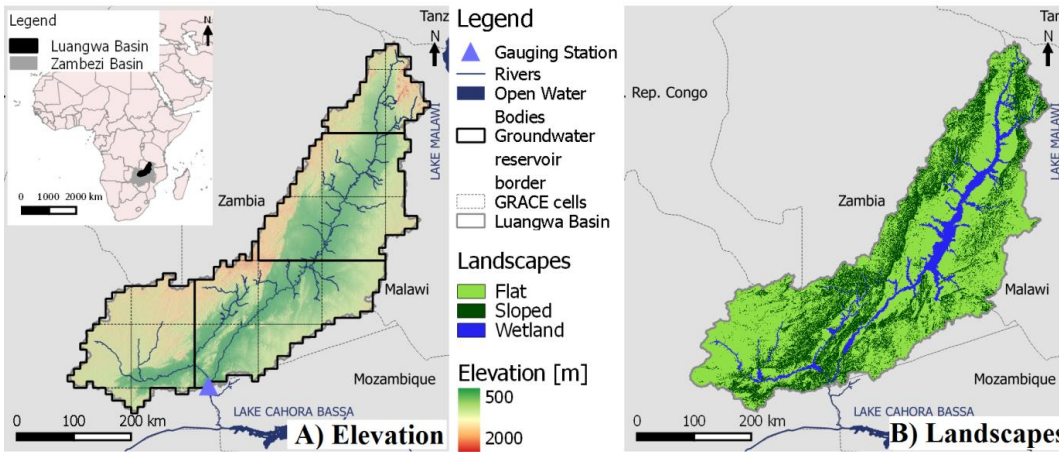 Legend
Luangwa Basin
Zambezi Basin
N
0 1000 2000 km
Tanz
N
Zambia
LAKE MALAWI
Malawi
Mozambique
LAKE CAHORA BASSA
0 100 200 km
A) Elevation
Legend
Gauging Station
Rivers
Open Water
Bodies
Groundwater
reservoir
border
GRACE cells
Luangwa Basin
Landscapes
Flat
Sloped
Wetland
Elevation [m]
500
2000
Tanz
N
. Rep. Congo
Zambia
LAKE MALAWI
Malawi
Mozambique
LAKE CAHORA BASSA
0 100 200 km
B) Landscapes